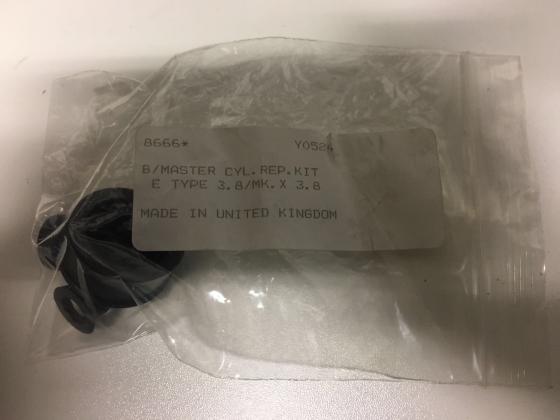 8666* Y0524
B/MASTER CYL.REP.KIT
E TYPE 3.8/MK.X 3.8
MADE IN UNITED KINGDOM